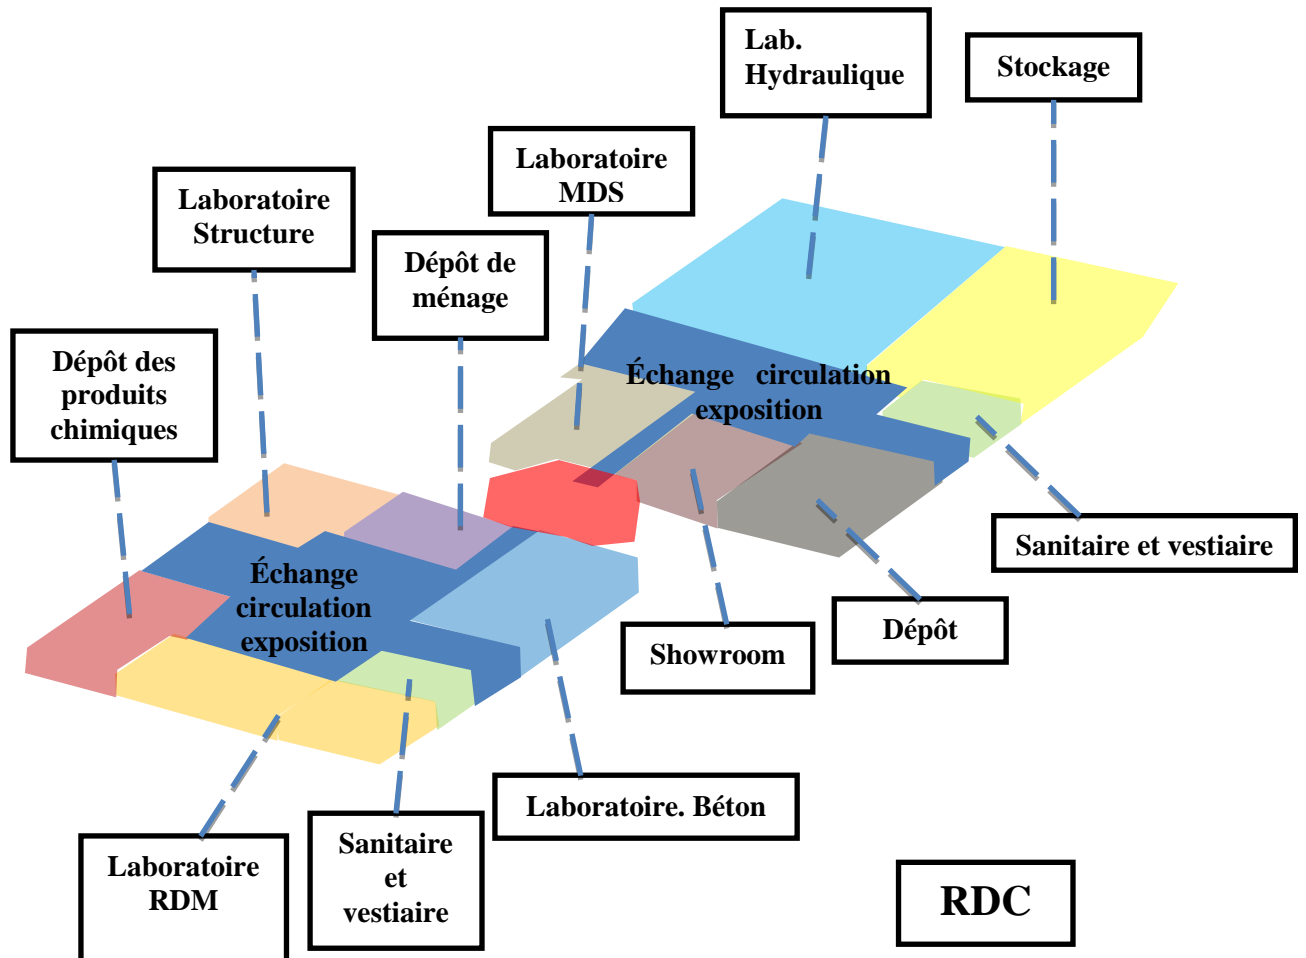 Lab.
Hydraulique
Stockage
Laboratoire
MDS
Laboratoire
Structure
Dépôt de
ménage
Dépôt des
produits
chimiques
Échange circulation
exposition
Échange
circulation
exposition
Sanitaire et vestiaire
Dépôt
Showroom
Laboratoire. Béton
Sanitaire
et
vestiaire
Laboratoire
RDM
RDC